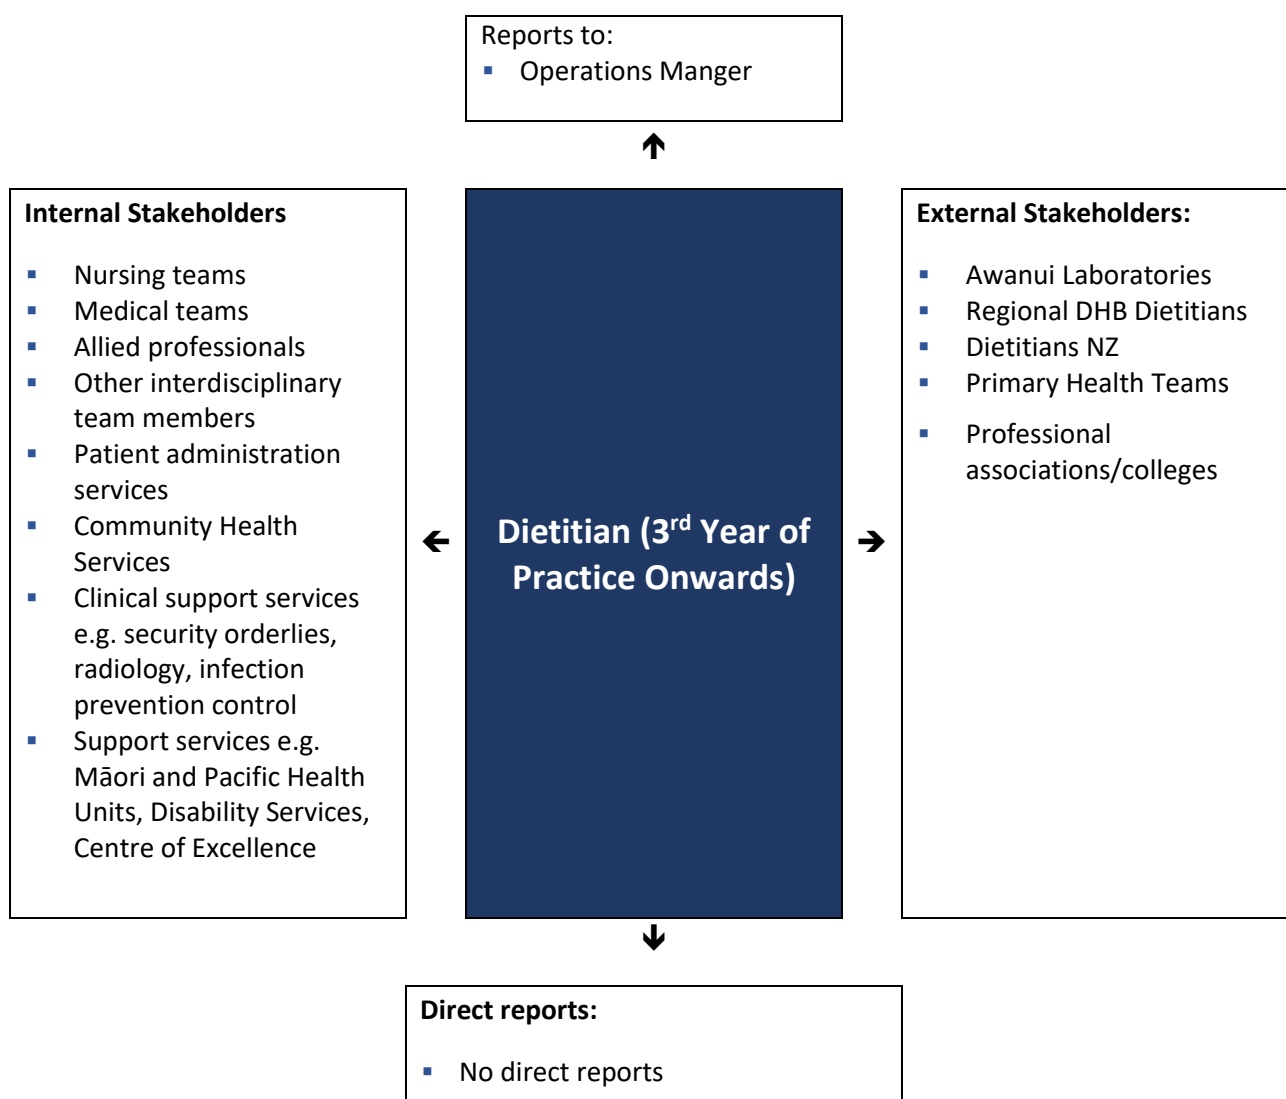 Reports to:
▪ Operations Manger
Internal Stakeholders
▪ Nursing teams
▪ Medical teams
▪ Allied professionals
▪ Other interdisciplinary
team members
▪ Patient administration
services
▪ Community Health
Services
▪ Clinical support services
e.g. security orderlies,
radiology, infection
prevention control
▪ Support services e.g.
Māori and Pacific Health
Units, Disability Services,
Centre of Excellence
Dietitian (3rd Year of
Practice Onwards)
External Stakeholders:
▪ Awanui Laboratories
▪ Regional DHB Dietitians
▪ Dietitians NZ
▪ Primary Health Teams
▪ Professional
associations/colleges
Direct reports:
▪ No direct reports